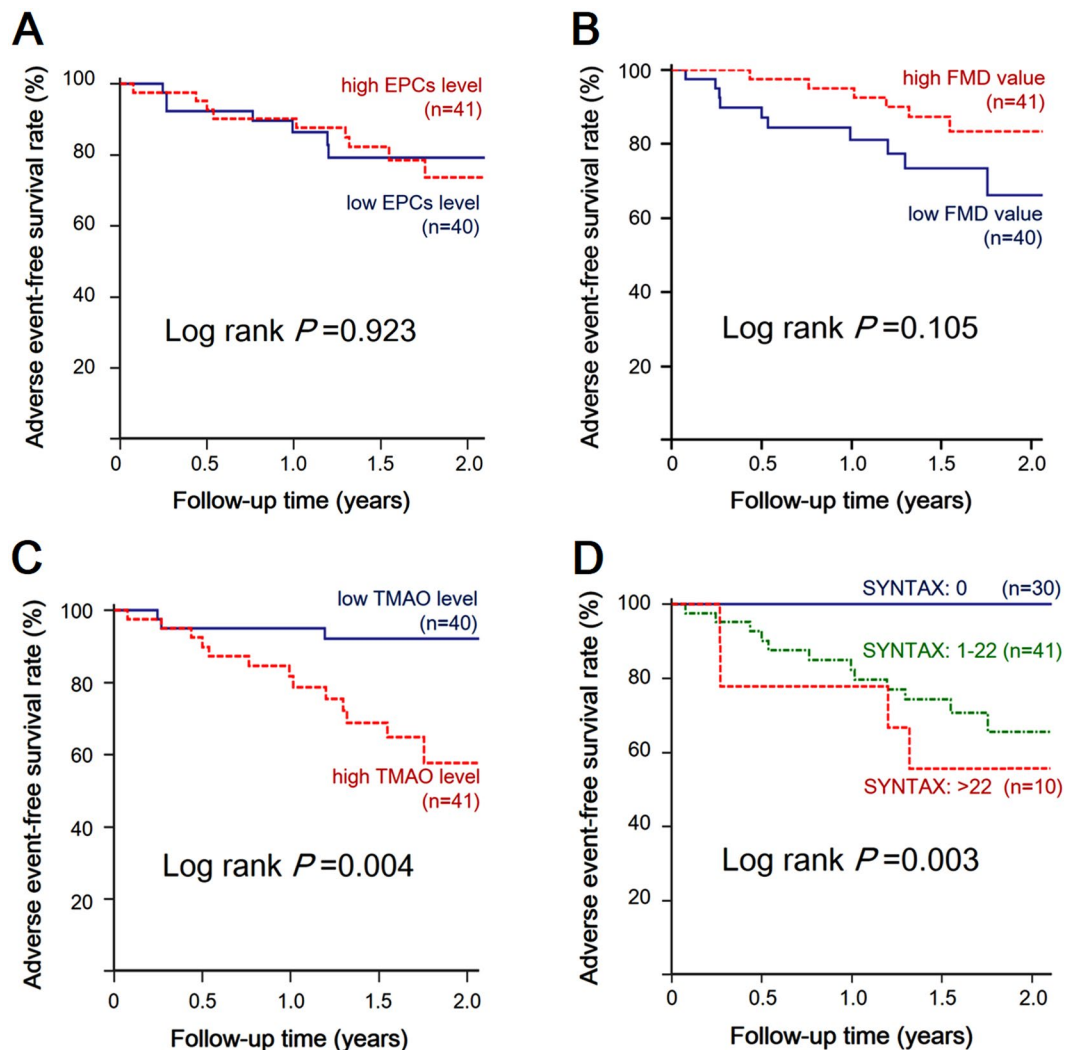 A
Adverse event-free survival rate (%)
100
80
60
40
20
high EPCs level
(n=41)
low EPCs level
(n=40)
Log rank P=0.923
0 0.5 1.0 1.5 2.0
Follow-up time (years)
B
Adverse event-free survival rate (%)
100
80
60
40
20
high FMD value
(n=41)
low FMD value
(n=40)
Log rank P=0.105
0 0.5 1.0 1.5 2.0
Follow-up time (years)
C
Adverse event-free survival rate (%)
100
80
60
40
20
low TMAO level
(n=40)
high TMAO level
(n=41)
Log rank P=0.004
0 0.5 1.0 1.5 2.0
Follow-up time (years)
D
Adverse event-free survival rate (%)
100
80
60
40
20
SYNTAX: 0 (n=30)
SYNTAX: 1-22 (n=41)
SYNTAX: >22 (n=10)
Log rank P=0.003
0 0.5 1.0 1.5 2.0
Follow-up time (years)